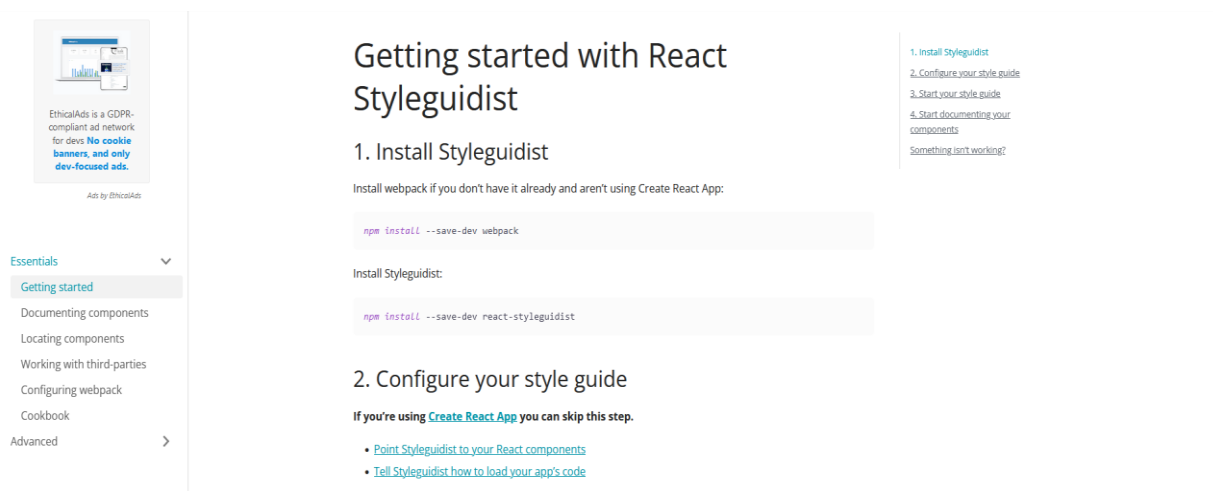 EthicalAds is a GDPR-
compliant ad network
for devs No cookie
banners, and only
dev-focused ads.
Ads by EthicalAds
Essentials
Getting started
Documenting components
Locating components
Working with third-parties
Configuring webpack
Cookbook
Advanced
Getting started with React
Styleguidist
1. Install Styleguidist
Install webpack if you don’t have it already and aren’t using Create React App:
npm install --save-dev webpack
Install Styleguidist:
npm install --save-dev react-styleguidist
2. Configure your style guide
If you’re using Create React App you can skip this step.
• Point Styleguidist to your React components
• Tell Styleguidist how to load your app’s code
1. Install Styleguidist
2. Configure your style guide
3. Start your style guide
4. Start documenting your
components
Something isn’t working?